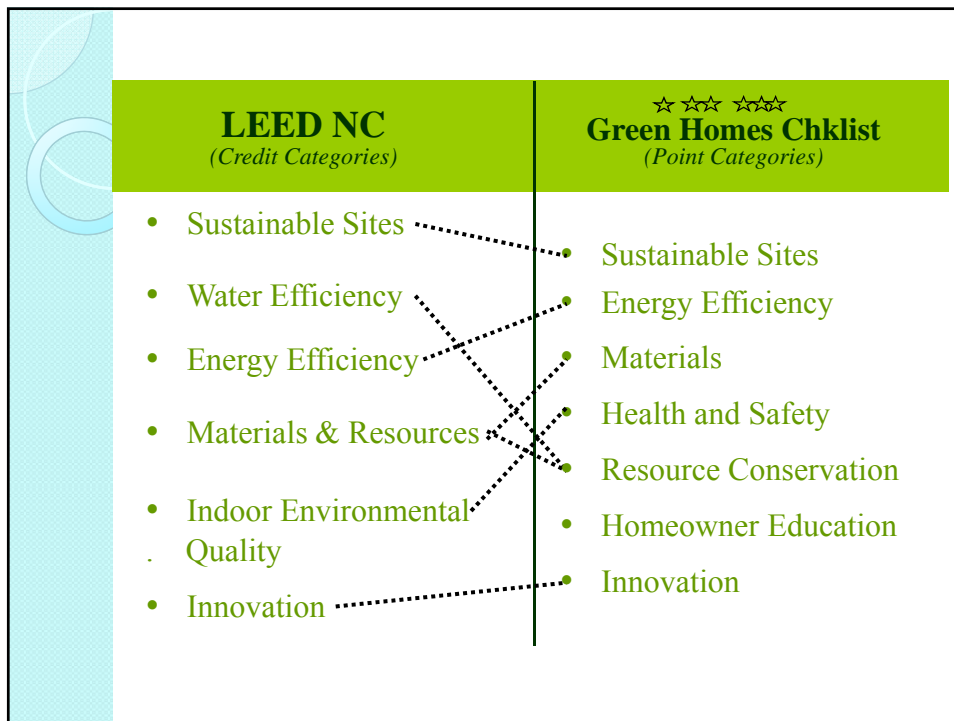 LEED NC
(Credit Categories)
• Sustainable Sites
• Water Efficiency
• Energy Efficiency
• Materials & Resources
• Indoor Environmental
. Quality
• Innovation
☆ ☆☆ ☆☆☆
Green Homes Chklist
(Point Categories)
• Sustainable Sites
• Energy Efficiency
• Materials
• Health and Safety
• Resource Conservation
• Homeowner Education
• Innovation